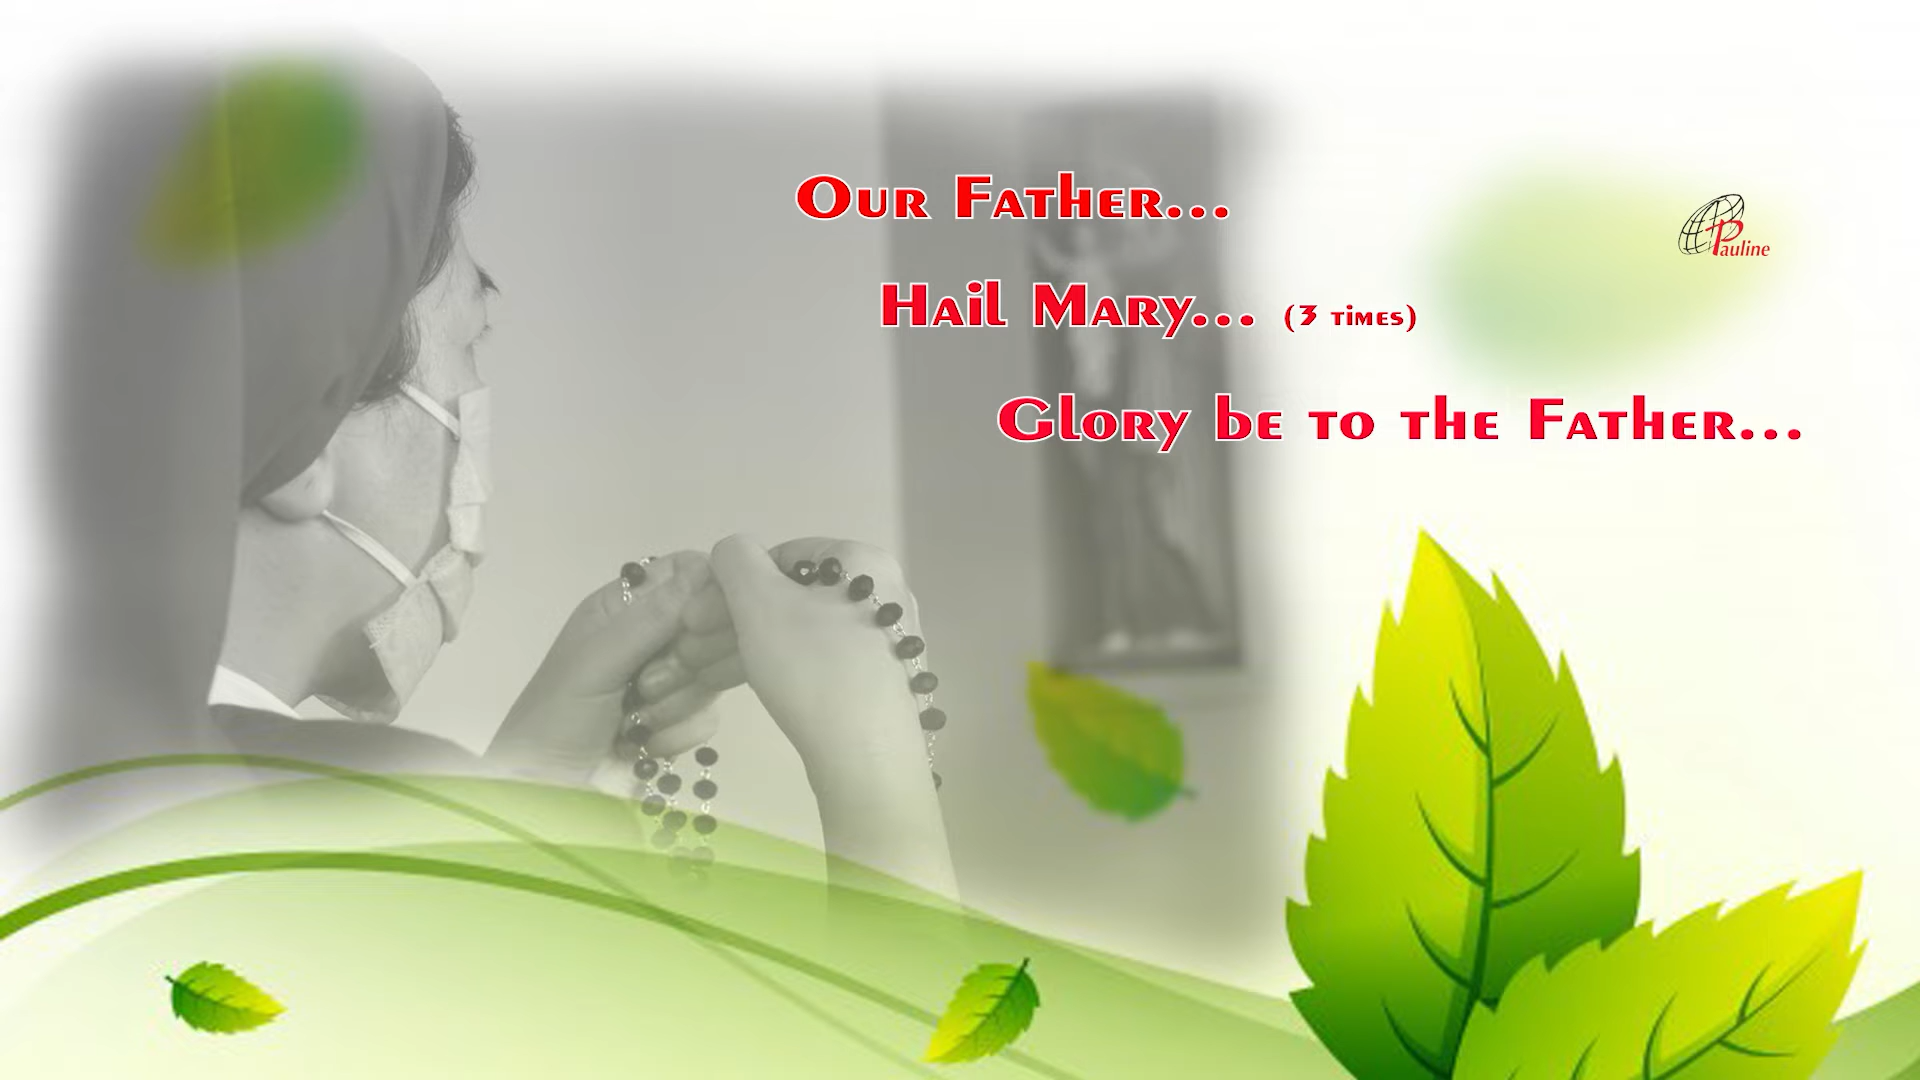 Our Father...
Hail Mary... (3 times)
Glory be to the Father...
Pauline